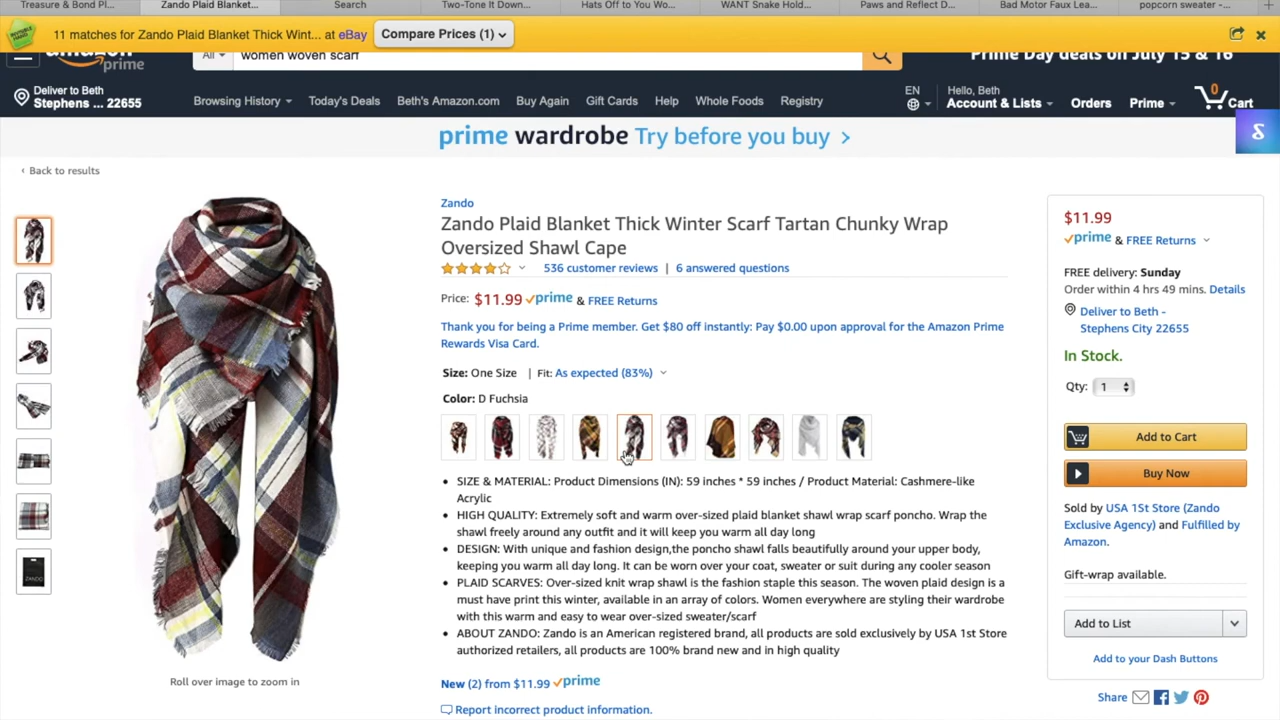 Treasure & Bond Pl...
Zando Plaid Blanket...
Search
Two-Tone It Down...
Hats Off to You Wo...
WANT Snake Hold...
Paws and Reflect D...
Bad Motor Faux Lea...
popcorn sweater -...
11 matches for Zando Plaid Blanket Thick Wint... at eBay
Compare Prices (1)
amazon
prime
All
women woven scarf
Prime Day deals on July 15 & 16
Deliver to Beth
Stephens ... 22655
Browsing History
Today's Deals
Beth's Amazon.com
Buy Again
Gift Cards
Help
Whole Foods
Registry
EN
Hello, Beth
Account & Lists
Orders
Prime
0
Cart
prime wardrobe Try before you buy ›
‹ Back to results
Zando
Zando Plaid Blanket Thick Winter Scarf Tartan Chunky Wrap
Oversized Shawl Cape
536 customer reviews | 6 answered questions
Price: $11.99 prime & FREE Returns
Thank you for being a Prime member. Get $80 off instantly: Pay $0.00 upon approval for the Amazon Prime
Rewards Visa Card.
Size: One Size | Fit: As expected (83%)
Color: D Fuchsia
• SIZE & MATERIAL: Product Dimensions (IN): 59 inches * 59 inches / Product Material: Cashmere-like
Acrylic
• HIGH QUALITY: Extremely soft and warm over-sized plaid blanket shawl wrap scarf poncho. Wrap the
shawl freely around any outfit and it will keep you warm all day long
• DESIGN: With unique and fashion design,the poncho shawl falls beautifully around your upper body,
keeping you warm all day long. It can be worn over your coat, sweater or suit during any cooler season
• PLAID SCARVES: Over-sized knit wrap shawl is the fashion staple this season. The woven plaid design is a
must have print this winter, available in an array of colors. Women everywhere are styling their wardrobe
with this warm and easy to wear over-sized sweater/scarf
• ABOUT ZANDO: Zando is an American registered brand, all products are sold exclusively by USA 1st Store
authorized retailers, all products are 100% brand new and in high quality
New (2) from $11.99 prime
Report incorrect product information.
ZANDO
Roll over image to zoom in
$11.99
prime & FREE Returns
FREE delivery: Sunday
Order within 4 hrs 49 mins. Details
Deliver to Beth -
Stephens City 22655
In Stock.
Qty: 1
Add to Cart
Buy Now
Sold by USA 1St Store (Zando
Exclusive Agency) and Fulfilled by
Amazon.
Gift-wrap available.
Add to List
Add to your Dash Buttons
Share